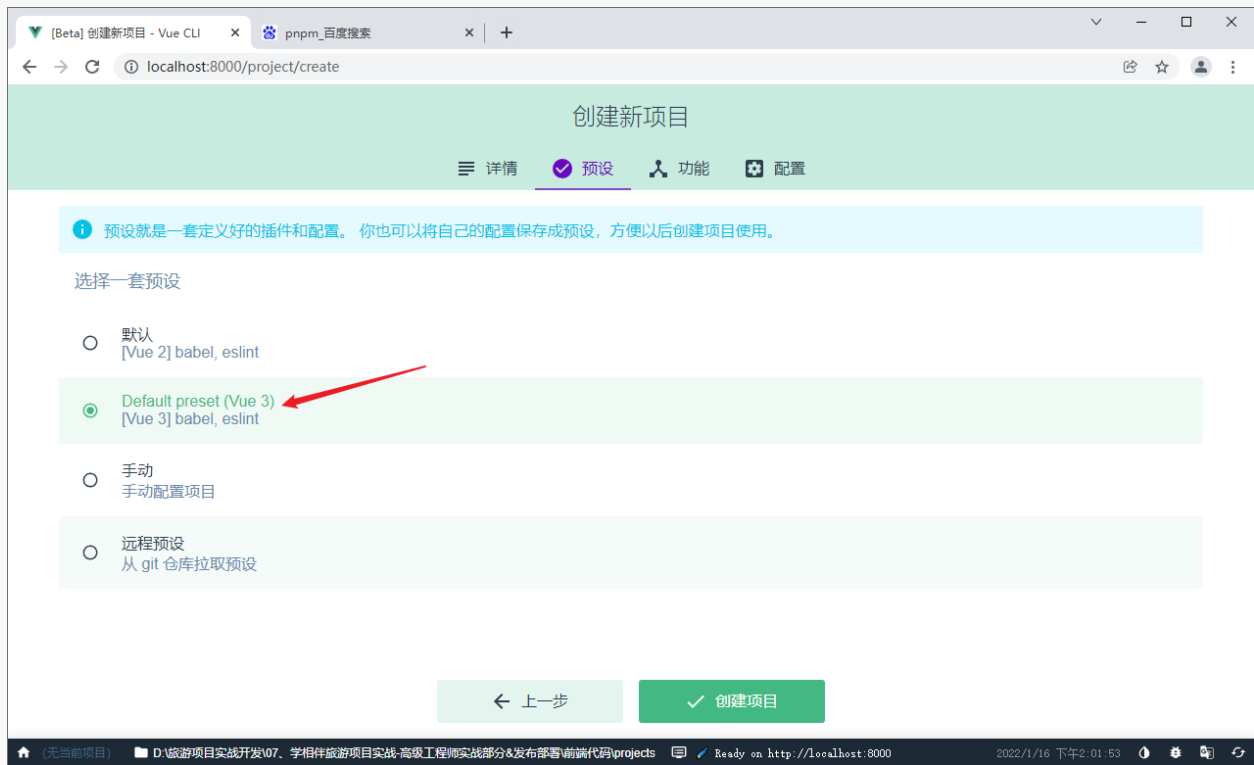 [Beta] 创建新项目 - Vue CLI
pnpm_百度搜索
localhost:8000/project/create
创建新项目
详情
预设
功能
配置
预设就是一套定义好的插件和配置。 你也可以将自己的配置保存成预设，方便以后创建项目使用。
选择一套预设
默认
[Vue 2] babel, eslint
Default preset (Vue 3)
[Vue 3] babel, eslint
手动
手动配置项目
远程预设
从 git 仓库拉取预设
上一步
创建项目
(无当前项目) D:\旅游项目实战开发\07、学相伴旅游项目实战-高级工程师实战部分&发布部署\前端代码\projects Ready on http://localhost:8000 2022/1/16 下午2:01:53